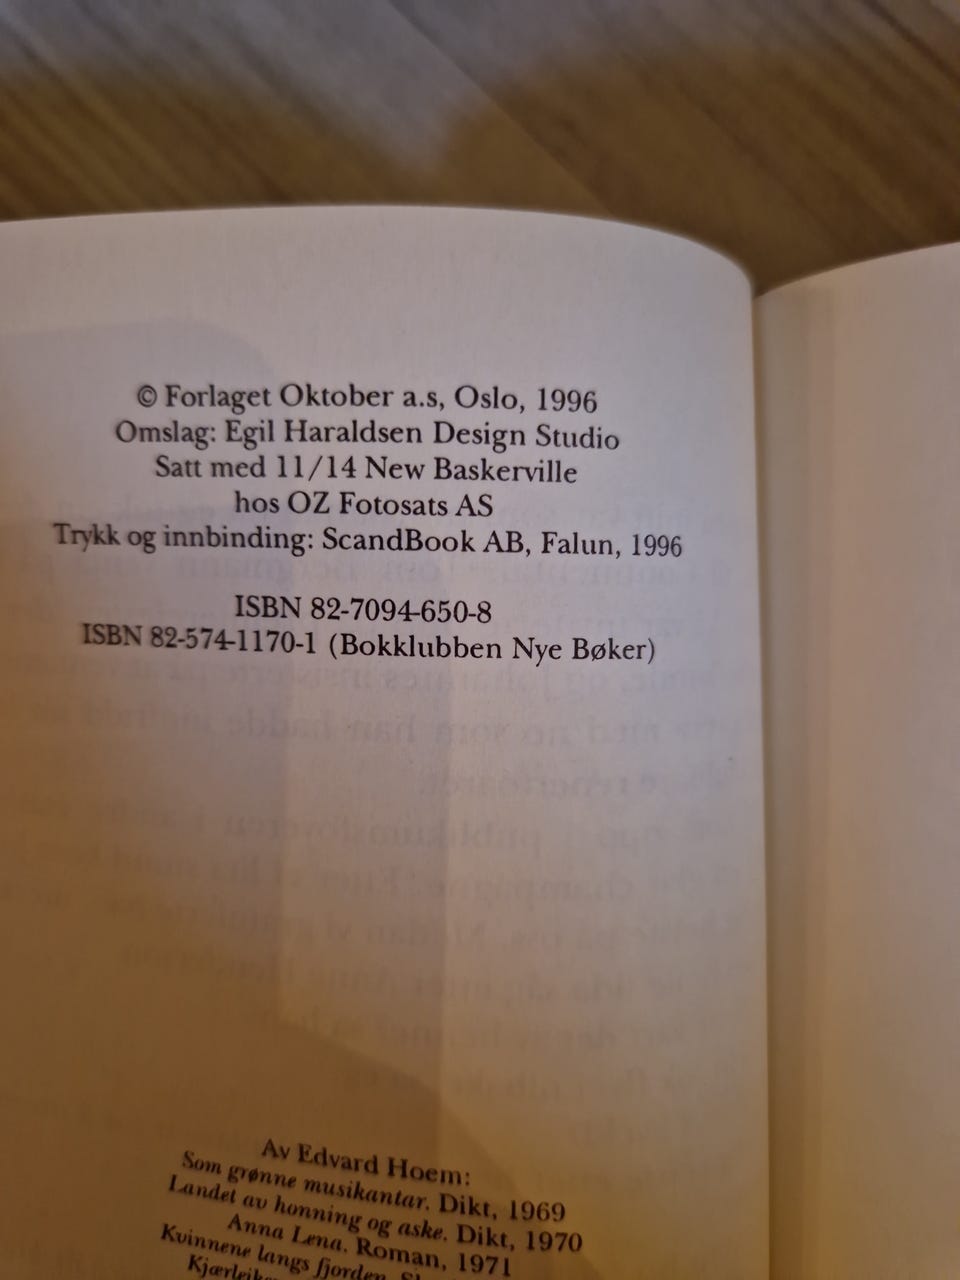 © Forlaget Oktober a.s, Oslo, 1996
Omslag: Egil Haraldsen Design Studio
Satt med 11/14 New Baskerville
hos OZ Fotosats AS
Trykk og innbinding: ScandBook AB, Falun, 1996
ISBN 82-7094-650-8
ISBN 82-574-1170-1 (Bokklubben Nye Bøker)
Av Edvard Hoem:
Som grønne musikantar. Dikt, 1969
Landet av honning og aske. Dikt, 1970
Anna Lena. Roman, 1971
Kvinnene langs fjorden.